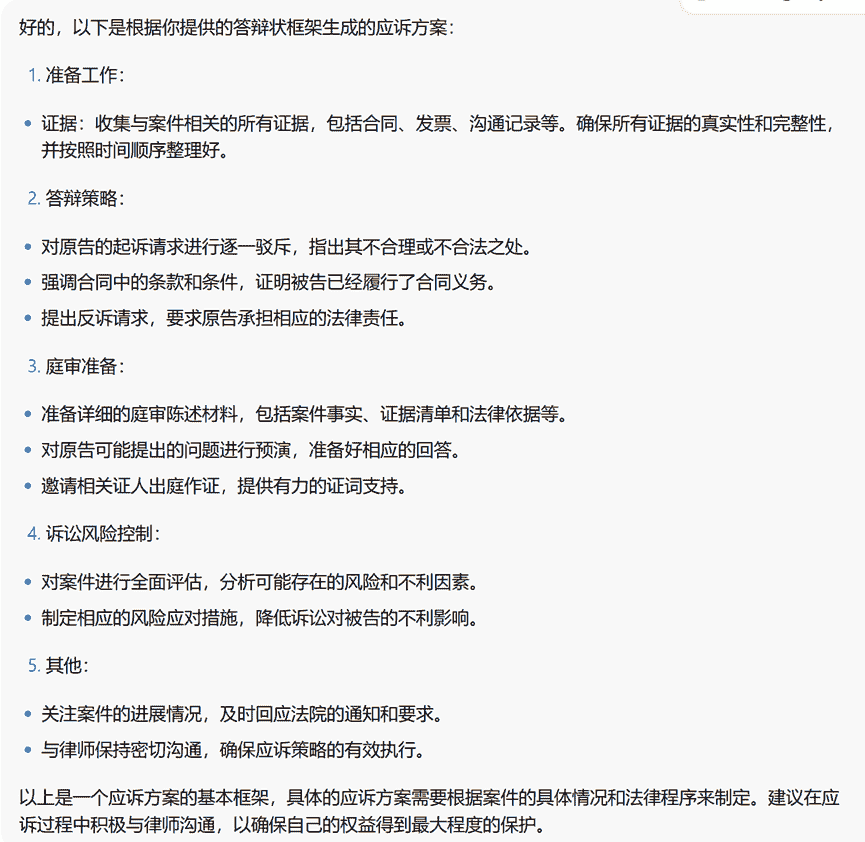 好的，以下是根据你提供的答辩状框架生成的应诉方案：
1. 准备工作：
• 证据：收集与案件相关的所有证据，包括合同、发票、沟通记录等。确保所有证据的真实性和完整性，
并按照时间顺序整理好。
2. 答辩策略：
• 对原告的起诉请求进行逐一驳斥，指出其不合理或不合法之处。
• 强调合同中的条款和条件，证明被告已经履行了合同义务。
• 提出反诉请求，要求原告承担相应的法律责任。
3. 庭审准备：
• 准备详细的庭审陈述材料，包括案件事实、证据清单和法律依据等。
• 对原告可能提出的问题进行预演，准备好相应的回答。
• 邀请相关证人出庭作证，提供有力的证词支持。
4. 诉讼风险控制：
• 对案件进行全面评估，分析可能存在的风险和不利因素。
• 制定相应的风险应对措施，降低诉讼对被告的不利影响。
5. 其他：
• 关注案件的进展情况，及时回应法院的通知和要求。
• 与律师保持密切沟通，确保应诉策略的有效执行。
以上是一个应诉方案的基本框架，具体的应诉方案需要根据案件的具体情况和法律程序来制定。建议在应
诉过程中积极与律师沟通，以确保自己的权益得到最大程度的保护。